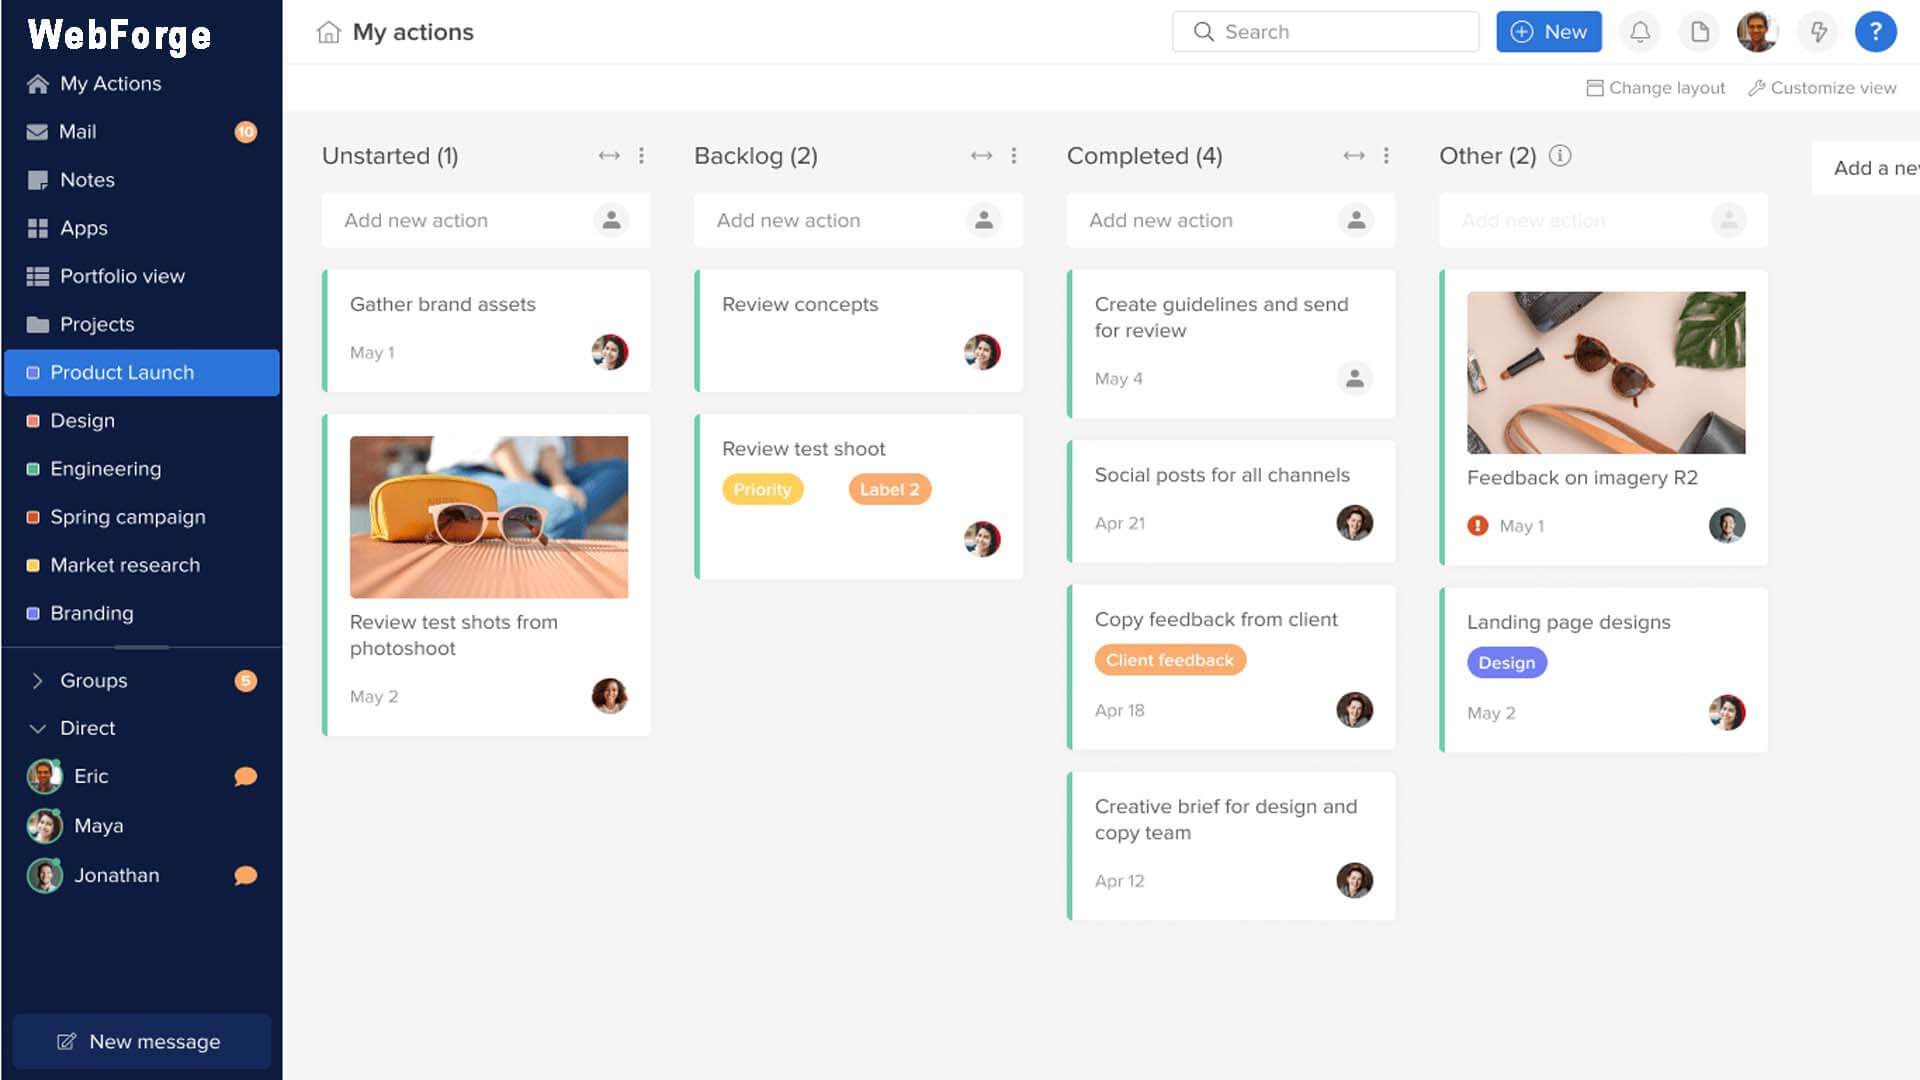 WebForge
My Actions
Mail 10
Notes
Apps
Portfolio view
Projects
Product Launch
Design
Engineering
Spring campaign
Market research
Branding
Groups 5
Direct
Eric
Maya
Jonathan
New message
My actions
Search
New
?
Change layout
Customize view
Unstarted (1)
Add new action
Gather brand assets
May 1
Review test shots from
photoshoot
May 2
Backlog (2)
Add new action
Review concepts
Review test shoot
Priority Label 2
Completed (4)
Add new action
Create guidelines and send
for review
May 4
Social posts for all channels
Apr 21
Copy feedback from client
Client feedback
Apr 18
Creative brief for design and
copy team
Apr 12
Other (2)
Add new action
Feedback on imagery R2
May 1
Landing page designs
Design
May 2
Add a ne